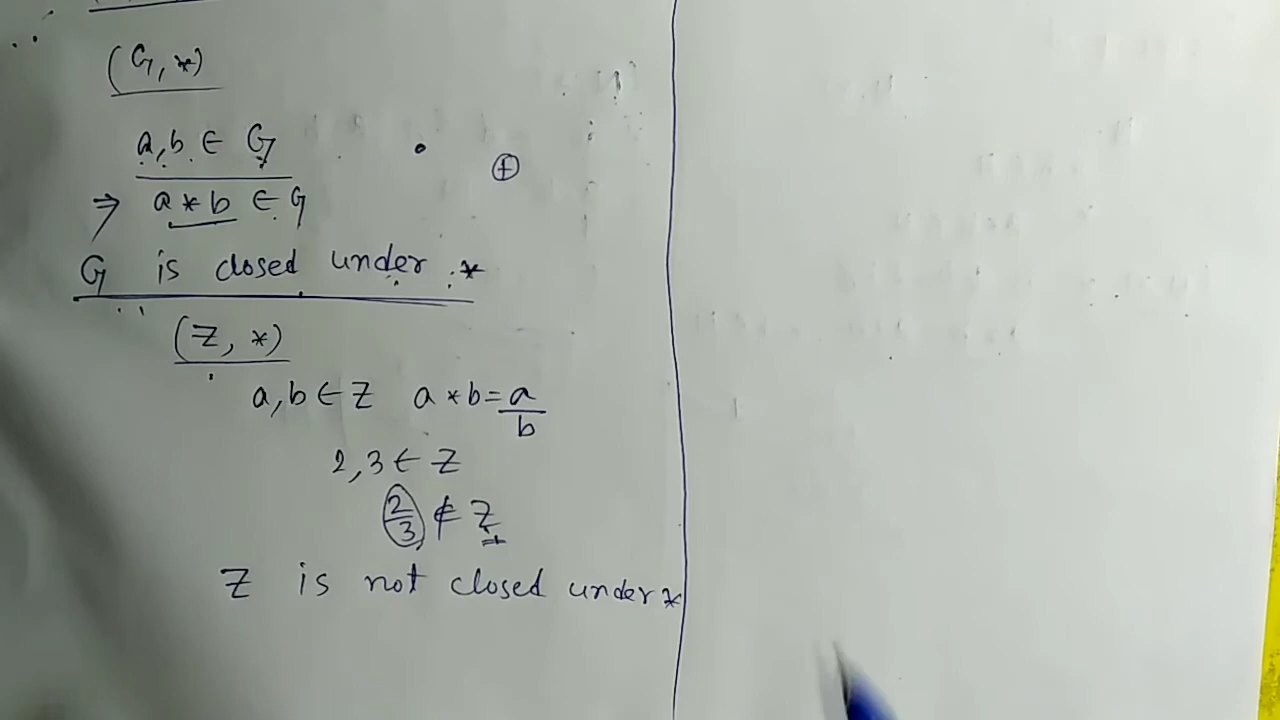 (G, *)
a, b ∈ G
• ⊕
⇒ a * b ∈ G
G is closed under *
(Z, *)
a, b ∈ Z a * b = a/b
2, 3 ∈ Z
2/3 ∉ Z
Z is not closed under *